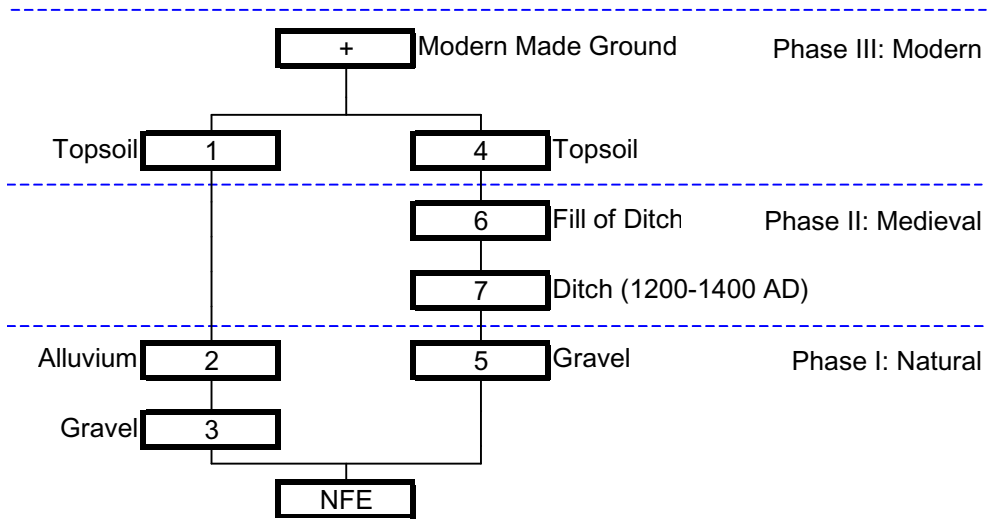 + Modern Made Ground Phase III: Modern
Topsoil 1 4 Topsoil
6 Fill of Ditch Phase II: Medieval
7 Ditch (1200-1400 AD)
Alluvium 2 5 Gravel Phase I: Natural
Gravel 3
NFE